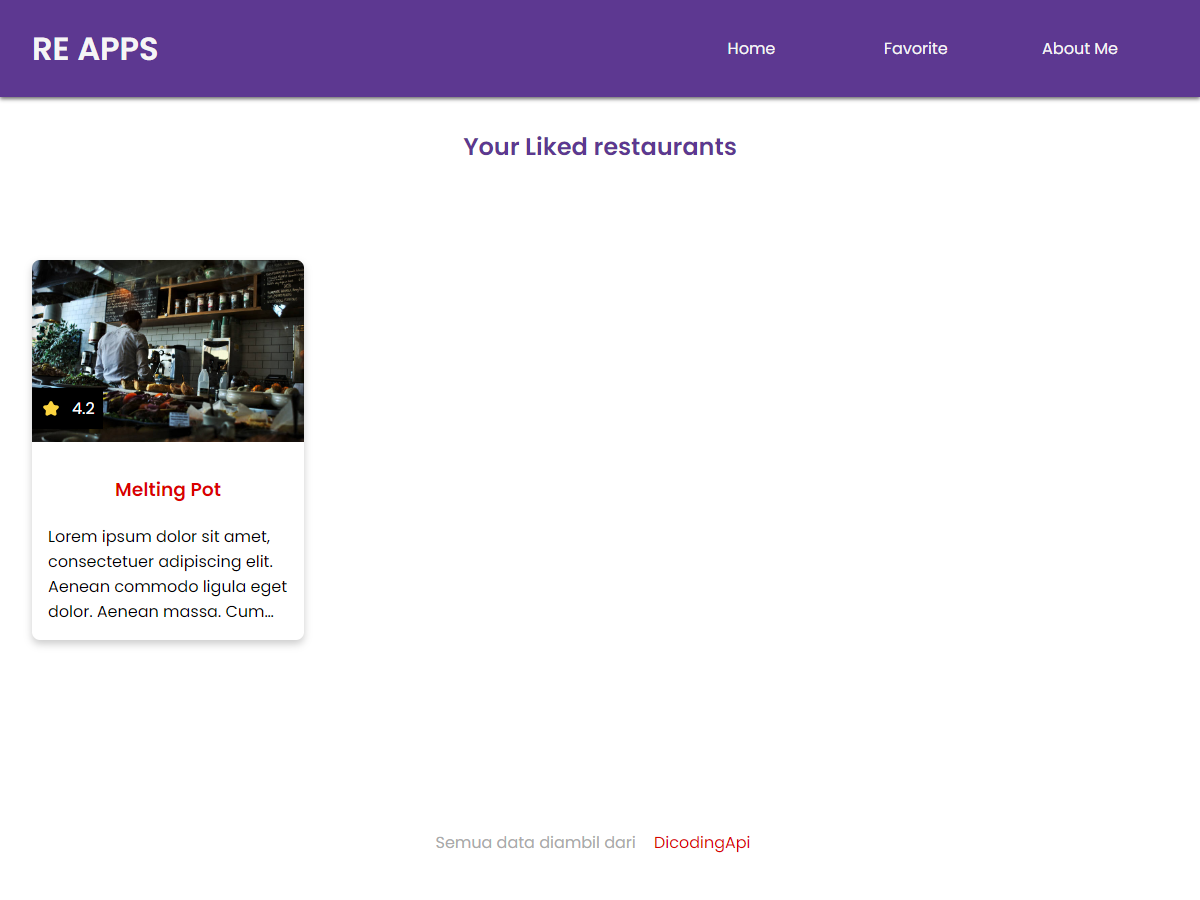 RE APPS
Home
Favorite
About Me
Your Liked restaurants
4.2
Melting Pot
Lorem ipsum dolor sit amet,
consectetuer adipiscing elit.
Aenean commodo ligula eget
dolor. Aenean massa. Cum...
Semua data diambil dari DicodingApi